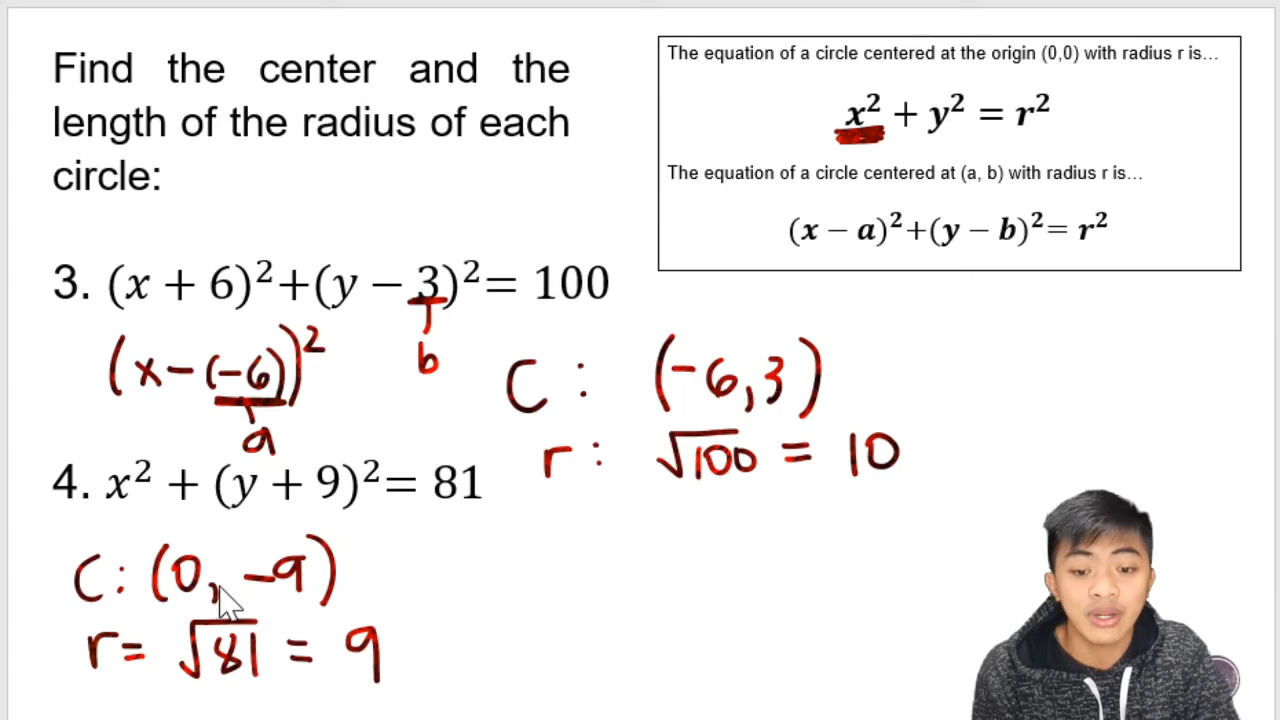 Find the center and the
length of the radius of each
circle:
The equation of a circle centered at the origin (0,0) with radius r is...
x² + y² = r²
The equation of a circle centered at (a, b) with radius r is...
(x − a)²+(y − b)²= r²
3. (x + 6)²+(y − 3)²= 100
(x − (−6))²
a
b
C : (-6,3)
r : √100 = 10
4. x² + (y + 9)²= 81
C: (0, -9)
r= √81 = 9